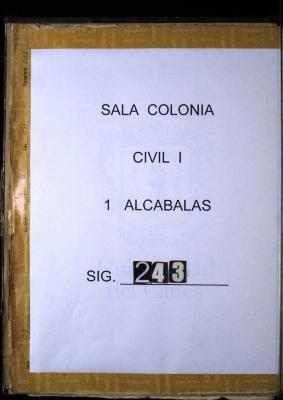 SALA COLONIA
CIVIL I
1 ALCABALAS
SIG. 243